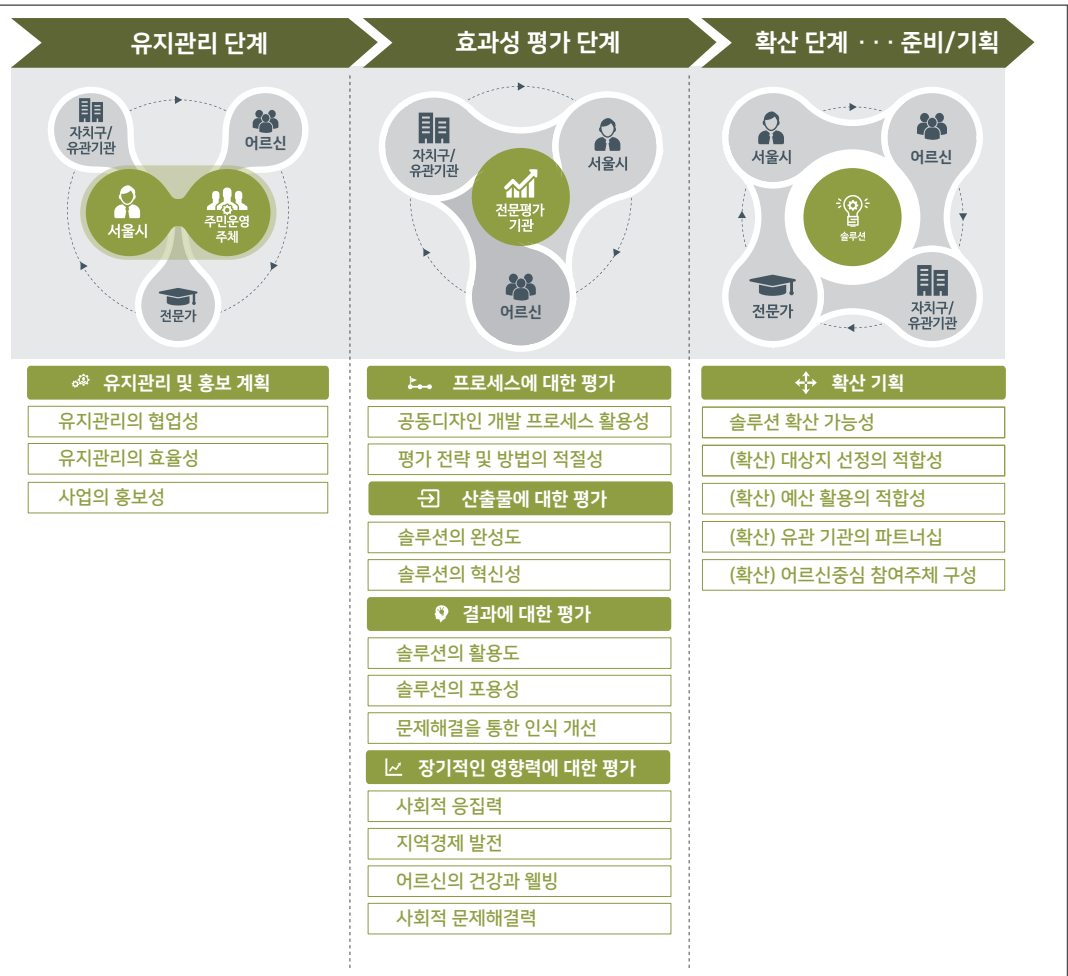 유지관리 단계
효과성 평가 단계
확산 단계 · · · 준비/기획
자치구/
유관기관
어르신
서울시
주민운영
주체
전문가
자치구/
유관기관
서울시
전문평가
기관
어르신
서울시
어르신
솔루션
전문가
자치구/
유관기관
유지관리 및 홍보 계획
유지관리의 협업성
유지관리의 효율성
사업의 홍보성
프로세스에 대한 평가
공동디자인 개발 프로세스 활용성
평가 전략 및 방법의 적절성
산출물에 대한 평가
솔루션의 완성도
솔루션의 혁신성
결과에 대한 평가
솔루션의 활용도
솔루션의 포용성
문제해결을 통한 인식 개선
장기적인 영향력에 대한 평가
사회적 응집력
지역경제 발전
어르신의 건강과 웰빙
사회적 문제해결력
확산 기획
솔루션 확산 가능성
(확산) 대상지 선정의 적합성
(확산) 예산 활용의 적합성
(확산) 유관 기관의 파트너십
(확산) 어르신중심 참여주체 구성